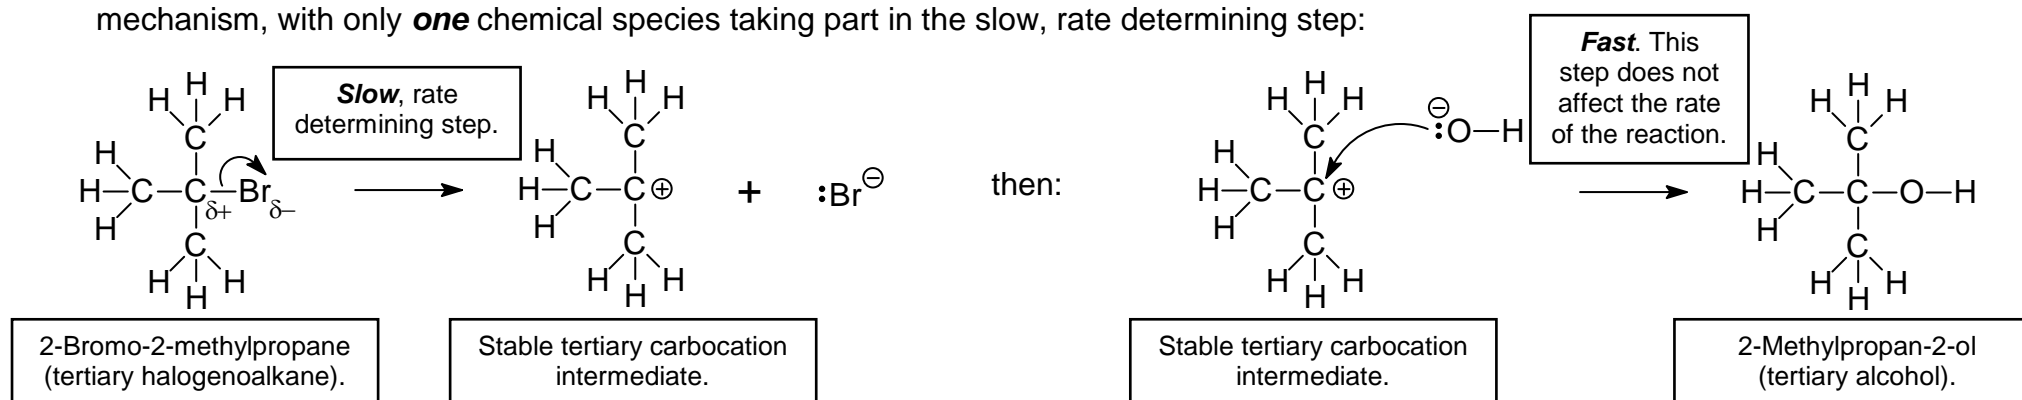 mechanism, with only one chemical species taking part in the slow, rate determining step:
Slow, rate
determining step.
Fast. This
step does not
affect the rate
of the reaction.
H
H H
C
H
H C C Br
δ+ δ−
H
C
H H
H
H
H H
C
H
H C C ⊕
H
C
H H
H
+
:Br⊖
then:
H
H H
C
H
H C C ⊕
H
C
H H
H
⊖
:O H
H
H H
C
H
H C C O H
H
C
H H
H
2-Bromo-2-methylpropane
(tertiary halogenoalkane).
Stable tertiary carbocation
intermediate.
Stable tertiary carbocation
intermediate.
2-Methylpropan-2-ol
(tertiary alcohol).